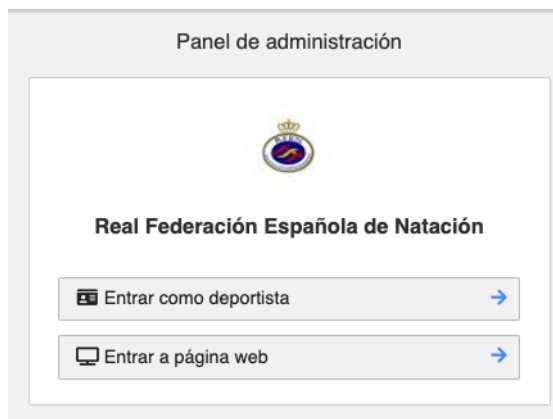 Panel de administración
Real Federación Española de Natación
Entrar como deportista
Entrar a página web